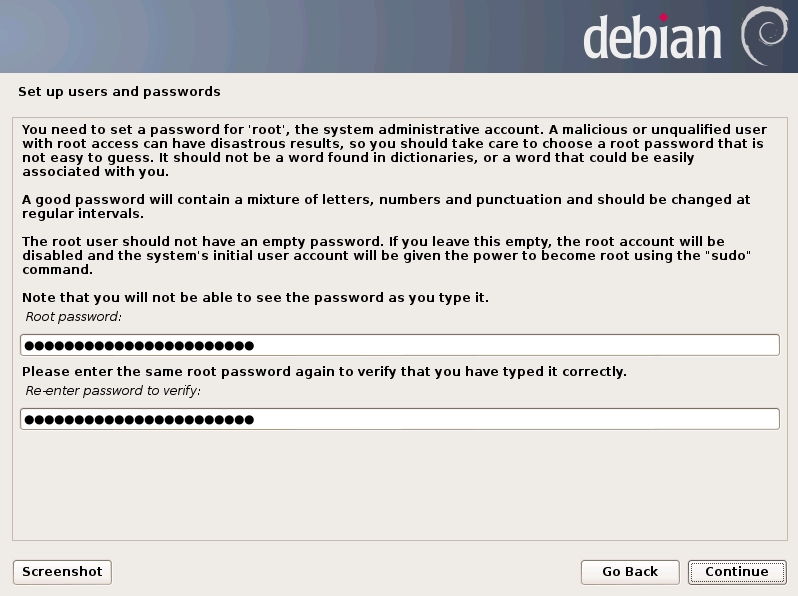 debian
Set up users and passwords
You need to set a password for 'root', the system administrative account. A malicious or unqualified user
with root access can have disastrous results, so you should take care to choose a root password that is
not easy to guess. It should not be a word found in dictionaries, or a word that could be easily
associated with you.
A good password will contain a mixture of letters, numbers and punctuation and should be changed at
regular intervals.
The root user should not have an empty password. If you leave this empty, the root account will be
disabled and the system's initial user account will be given the power to become root using the "sudo"
command.
Note that you will not be able to see the password as you type it.
Root password:
●●●●●●●●●●●●●●●●●●●●●●●
Please enter the same root password again to verify that you have typed it correctly.
Re-enter password to verify:
●●●●●●●●●●●●●●●●●●●●●●●
Screenshot
Go Back
Continue